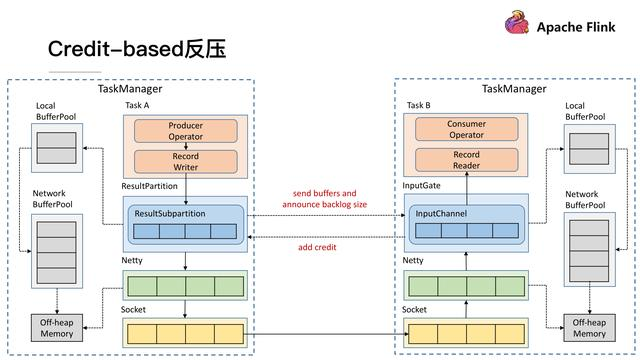 Apache Flink
Credit-based反压
TaskManager
Local
BufferPool
Task A
Producer
Operator
Record
Writer
ResultPartition
Network
BufferPool
ResultSubpartition
Netty
Off-heap
Memory
Socket
send buffers and
announce backlog size
add credit
TaskManager
Task B
Local
BufferPool
Consumer
Operator
Record
Reader
InputGate
Network
BufferPool
InputChannel
Netty
Socket
Off-heap
Memory